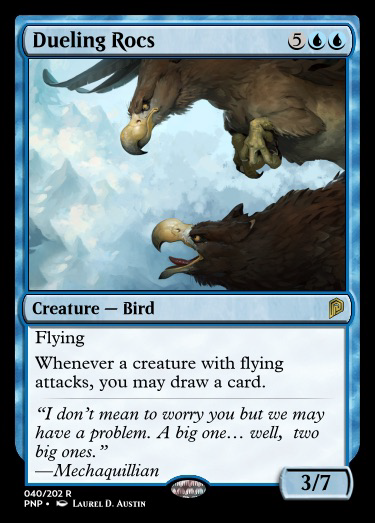 Dueling Rocs 5
Creature — Bird
Flying
Whenever a creature with flying
attacks, you may draw a card.
“I don’t mean to worry you but we may
have a problem. A big one… well,  two
big ones.”
—Mechaquillian
3/7
040/202 R
PNP • Laurel D. Austin